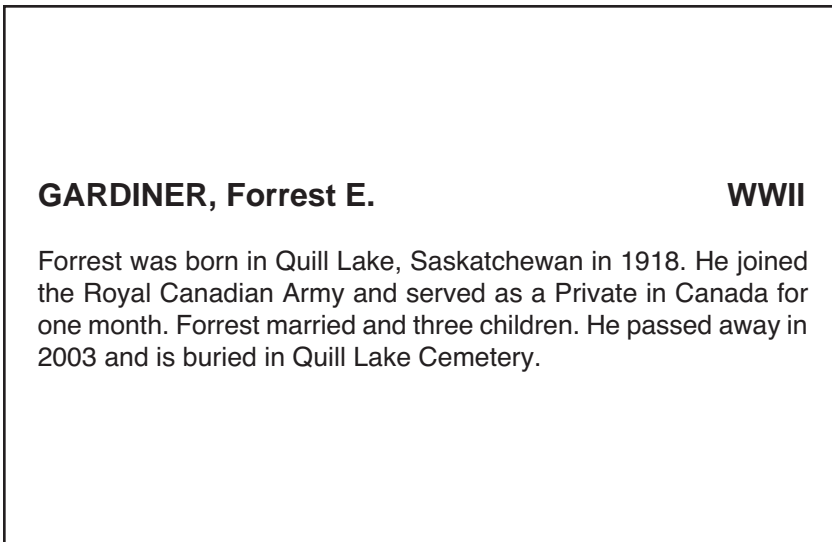 GARDINER, Forrest E. WWII
Forrest was born in Quill Lake, Saskatchewan in 1918. He joined
the Royal Canadian Army and served as a Private in Canada for
one month. Forrest married and three children. He passed away in
2003 and is buried in Quill Lake Cemetery.